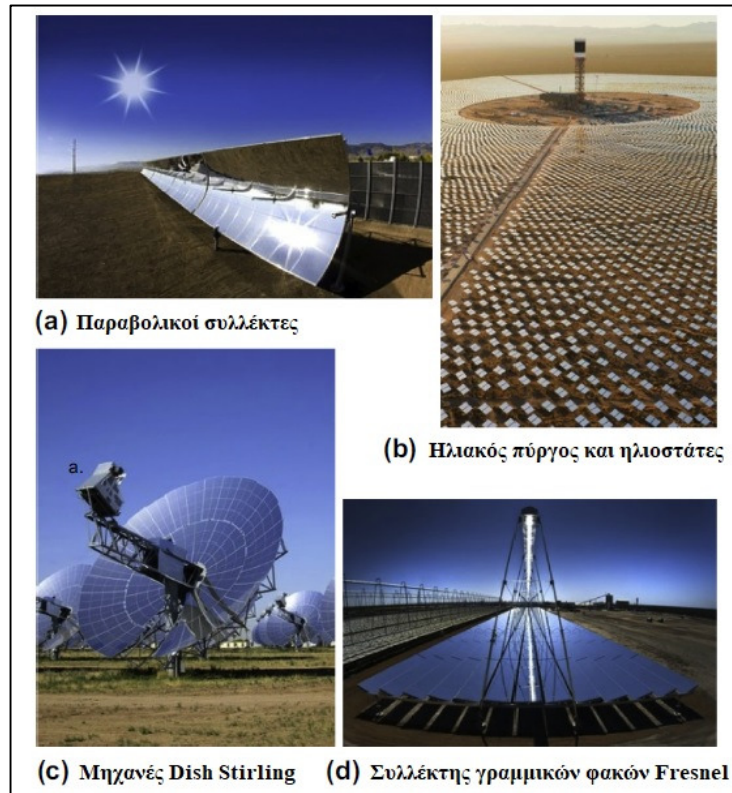 (a) Παραβολικοί συλλέκτες
(b) Ηλιακός πύργος και ηλιοστάτες
a.
(c) Μηχανές Dish Stirling
(d) Συλλέκτης γραμμικών φακών Fresnel